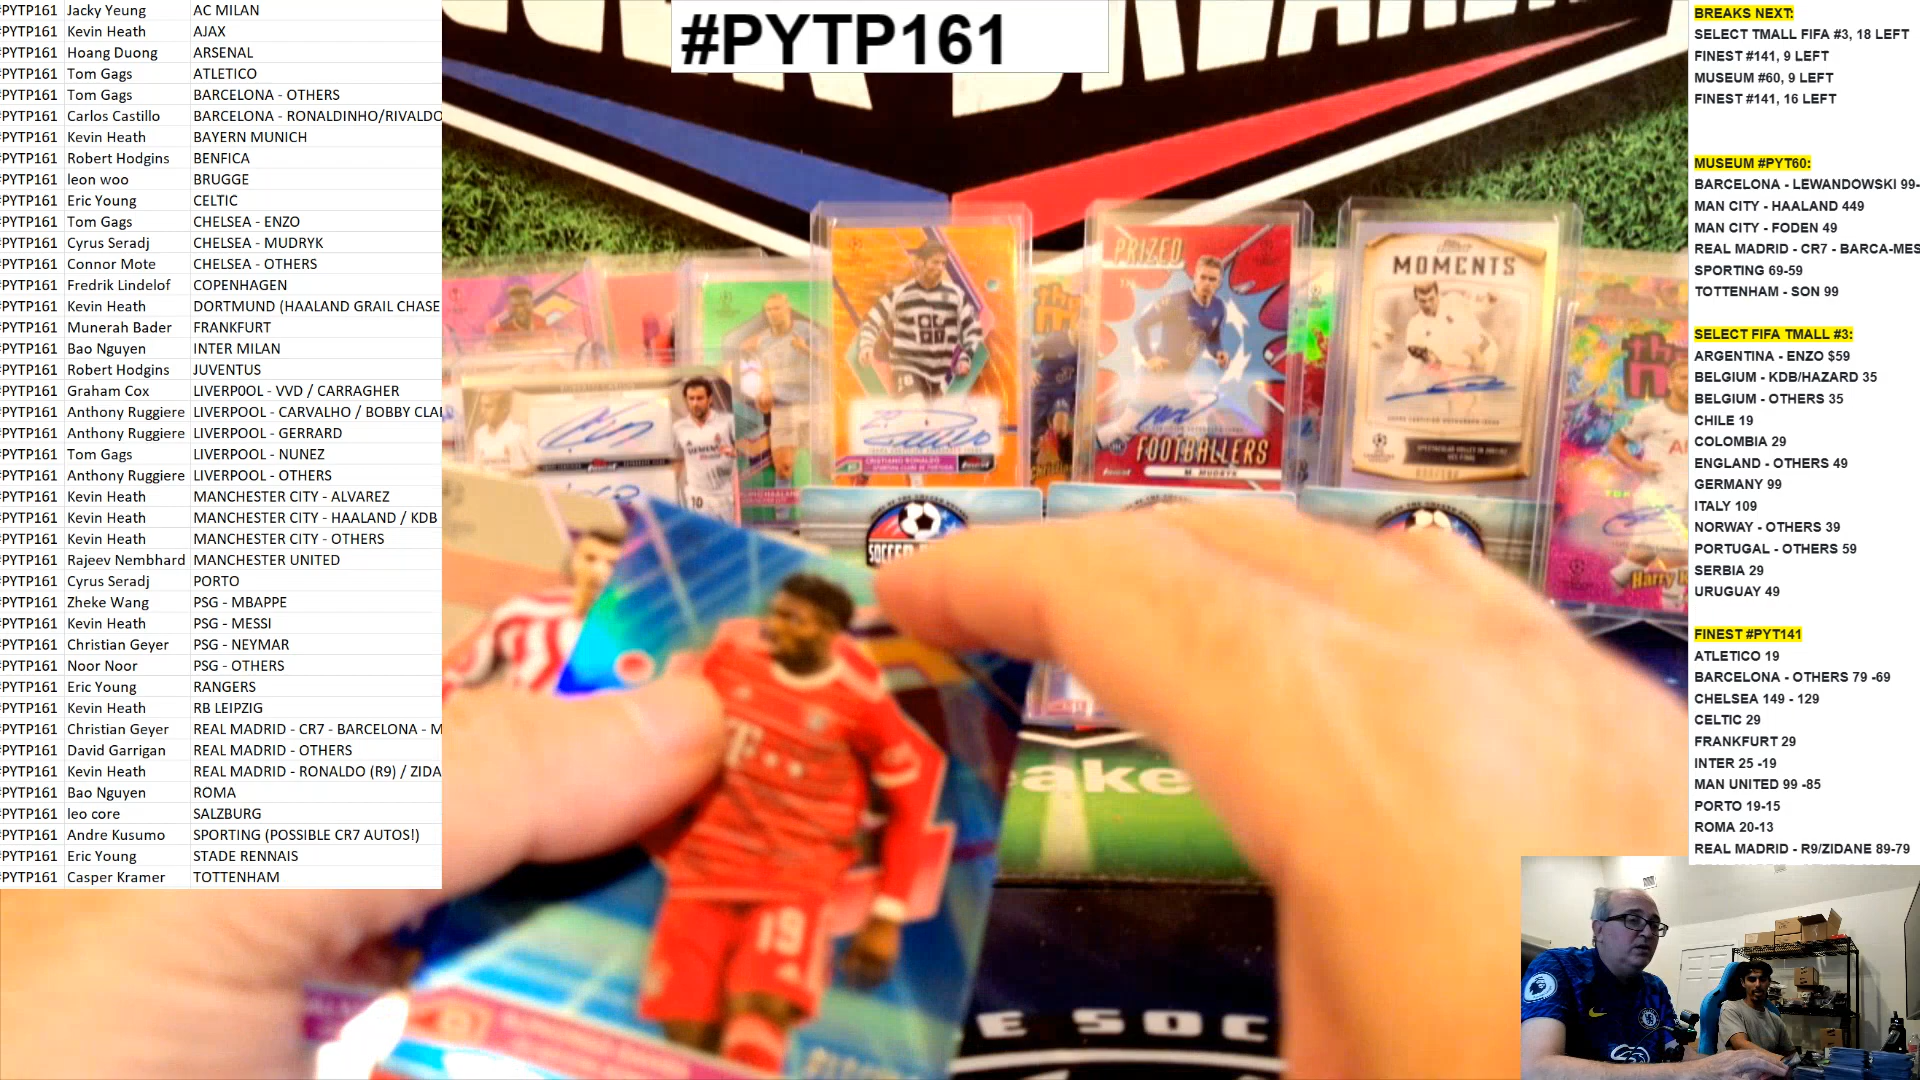 #PYTP161
#PYTP161 Jacky Yeung AC MILAN
#PYTP161 Kevin Heath AJAX
#PYTP161 Hoang Duong ARSENAL
#PYTP161 Tom Gags ATLETICO
#PYTP161 Tom Gags BARCELONA - OTHERS
#PYTP161 Carlos Castillo BARCELONA - RONALDINHO/RIVALDO
#PYTP161 Kevin Heath BAYERN MUNICH
#PYTP161 Robert Hodgins BENFICA
#PYTP161 leon woo BRUGGE
#PYTP161 Eric Young CELTIC
#PYTP161 Tom Gags CHELSEA - ENZO
#PYTP161 Cyrus Seradj CHELSEA - MUDRYK
#PYTP161 Connor Mote CHELSEA - OTHERS
#PYTP161 Fredrik Lindelof COPENHAGEN
#PYTP161 Kevin Heath DORTMUND (HAALAND GRAIL CHASE
#PYTP161 Munerah Bader FRANKFURT
#PYTP161 Bao Nguyen INTER MILAN
#PYTP161 Robert Hodgins JUVENTUS
#PYTP161 Graham Cox LIVERP0OL - VVD / CARRAGHER
#PYTP161 Anthony Ruggiere LIVERPOOL - CARVALHO / BOBBY CLA
#PYTP161 Anthony Ruggiere LIVERPOOL - GERRARD
#PYTP161 Tom Gags LIVERPOOL - NUNEZ
#PYTP161 Anthony Ruggiere LIVERPOOL - OTHERS
#PYTP161 Kevin Heath MANCHESTER CITY - ALVAREZ
#PYTP161 Kevin Heath MANCHESTER CITY - HAALAND / KDB
#PYTP161 Kevin Heath MANCHESTER CITY - OTHERS
#PYTP161 Rajeev Nembhard MANCHESTER UNITED
#PYTP161 Cyrus Seradj PORTO
#PYTP161 Zheke Wang PSG - MBAPPE
#PYTP161 Kevin Heath PSG - MESSI
#PYTP161 Christian Geyer PSG - NEYMAR
#PYTP161 Noor Noor PSG - OTHERS
#PYTP161 Eric Young RANGERS
#PYTP161 Kevin Heath RB LEIPZIG
#PYTP161 Christian Geyer REAL MADRID - CR7 - BARCELONA - M
#PYTP161 David Garrigan REAL MADRID - OTHERS
#PYTP161 Kevin Heath REAL MADRID - RONALDO (R9) / ZIDA
#PYTP161 Bao Nguyen ROMA
#PYTP161 leo core SALZBURG
#PYTP161 Andre Kusumo SPORTING (POSSIBLE CR7 AUTOS!)
#PYTP161 Eric Young STADE RENNAIS
#PYTP161 Casper Kramer TOTTENHAM
PRIZED
FOOTBALLERS
M. MUDRYK
MOMENTS
CRISTIANO RONALDO
SOCCER
10
19
ake
E SOC
BREAKS NEXT:
SELECT TMALL FIFA #3, 18 LEFT
FINEST #141, 9 LEFT
MUSEUM #60, 9 LEFT
FINEST #141, 16 LEFT
MUSEUM #PYT60:
BARCELONA - LEWANDOWSKI 99-
MAN CITY - HAALAND 449
MAN CITY - FODEN 49
REAL MADRID - CR7 - BARCA-MES
SPORTING 69-59
TOTTENHAM - SON 99
SELECT FIFA TMALL #3:
ARGENTINA - ENZO $59
BELGIUM - KDB/HAZARD 35
BELGIUM - OTHERS 35
CHILE 19
COLOMBIA 29
ENGLAND - OTHERS 49
GERMANY 99
ITALY 109
NORWAY - OTHERS 39
PORTUGAL - OTHERS 59
SERBIA 29
URUGUAY 49
FINEST #PYT141
ATLETICO 19
BARCELONA - OTHERS 79 -69
CHELSEA 149 - 129
CELTIC 29
FRANKFURT 29
INTER 25 -19
MAN UNITED 99 -85
PORTO 19-15
ROMA 20-13
REAL MADRID - R9/ZIDANE 89-79